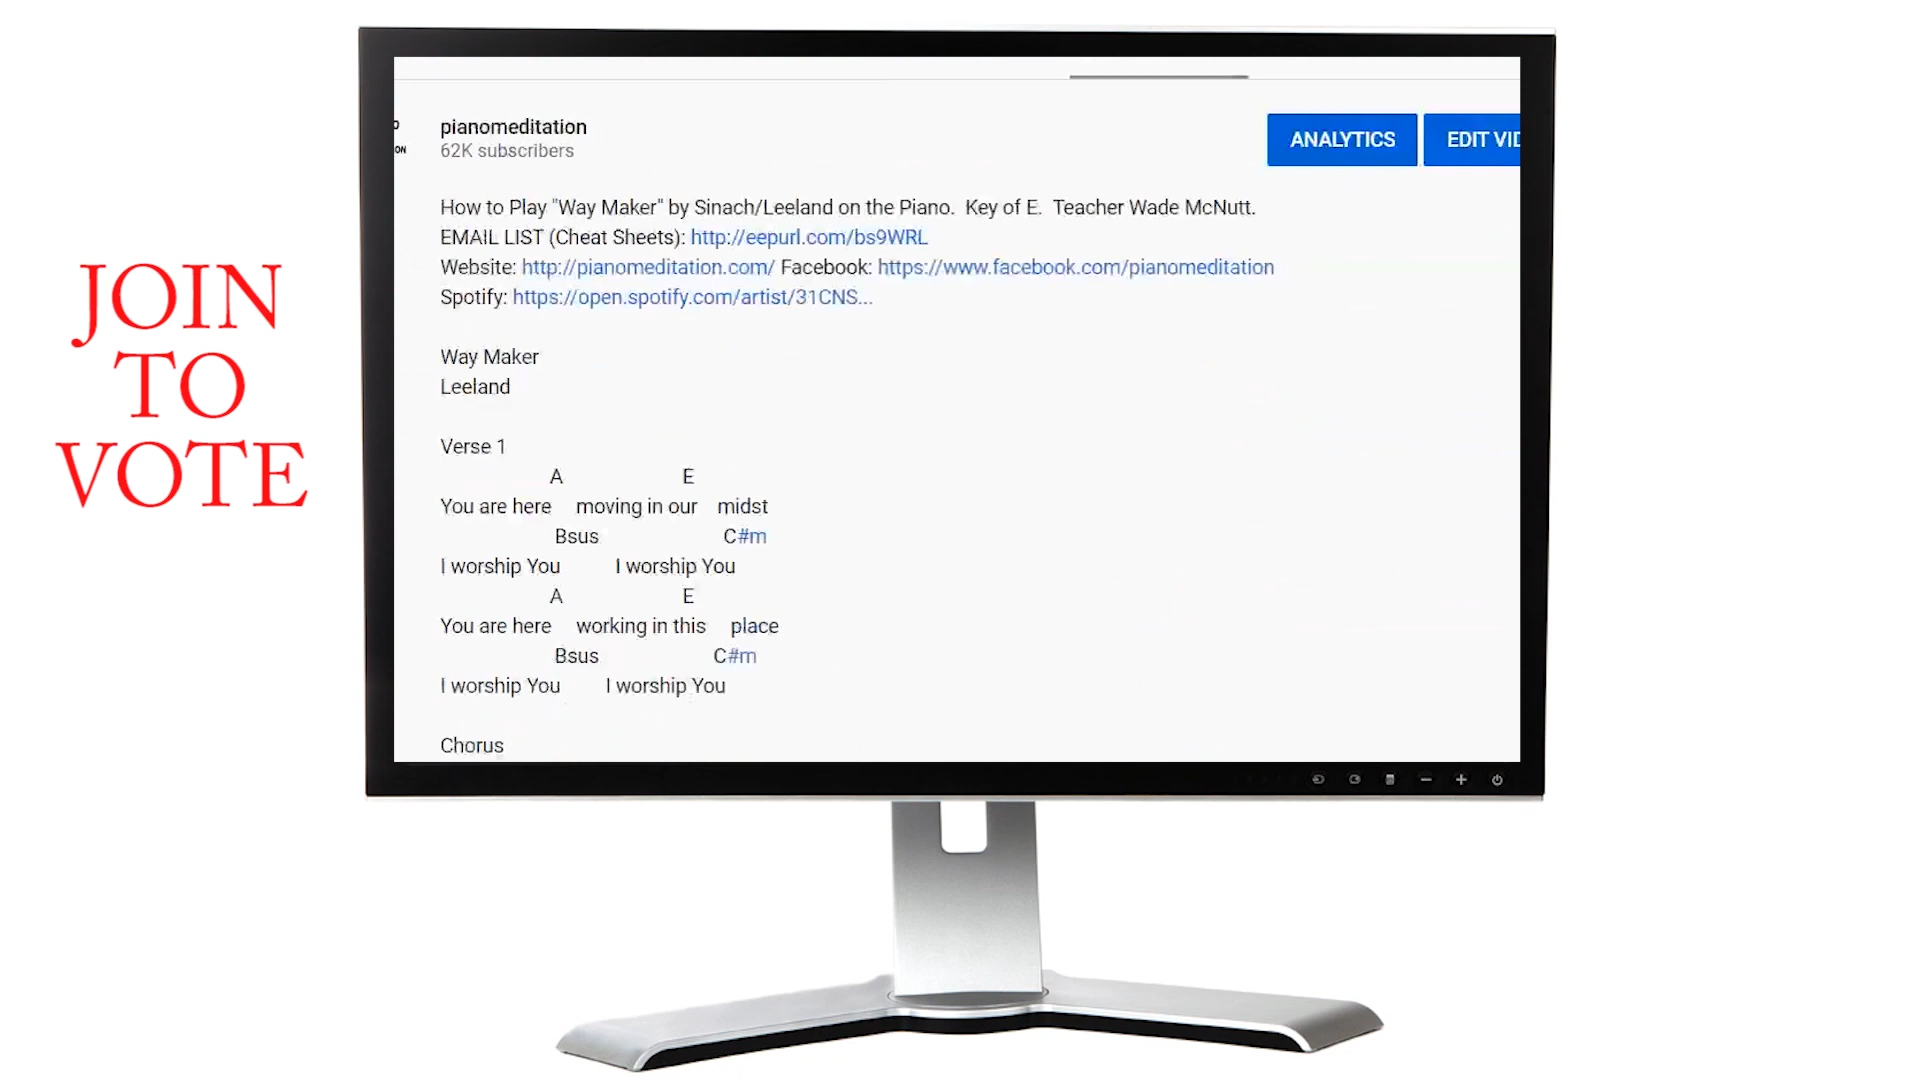 JOIN
TO
VOTE
pianomeditation
62K subscribers
ANALYTICS
EDIT VID
How to Play "Way Maker" by Sinach/Leeland on the Piano.  Key of E.  Teacher Wade McNutt.
EMAIL LIST (Cheat Sheets): http://eepurl.com/bs9WRL
Website: http://pianomeditation.com/ Facebook: https://www.facebook.com/pianomeditation
Spotify: https://open.spotify.com/artist/31CNS...
Way Maker
Leeland
Verse 1
A E
You are here moving in our midst
Bsus C#m
I worship You I worship You
A E
You are here working in this place
Bsus C#m
I worship You I worship You
Chorus